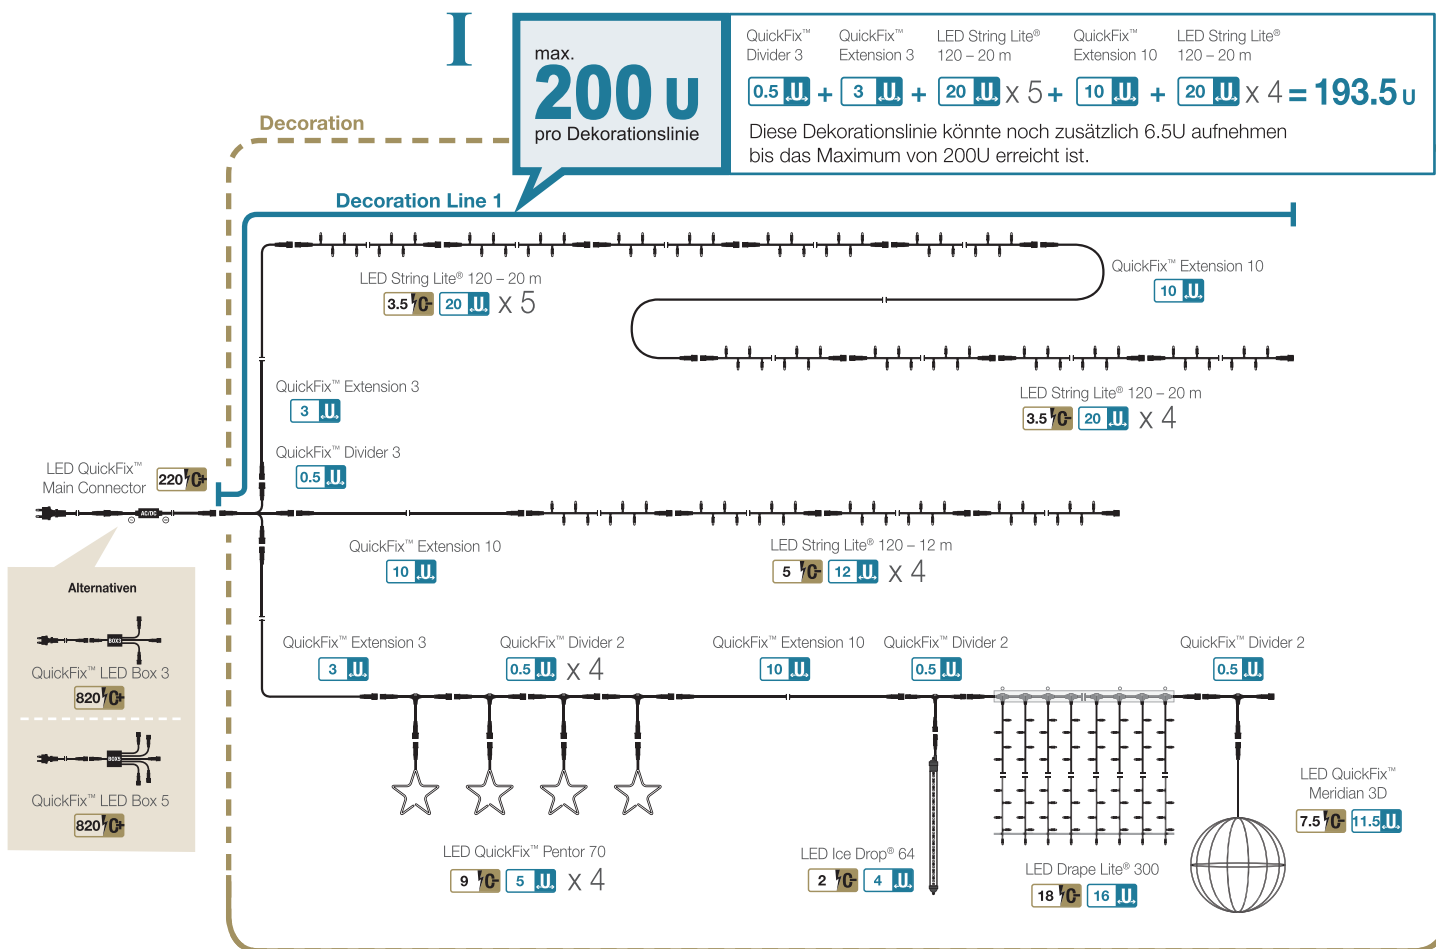 I
max.
200 U
pro Dekorationslinie
QuickFix™ Divider 3
QuickFix™ Extension 3
LED String Lite® 120 – 20 m
QuickFix™ Extension 10
LED String Lite® 120 – 20 m
0.5 U + 3 U + 20 U x 5 + 10 U + 20 U x 4 = 193.5 U
Diese Dekorationslinie könnte noch zusätzlich 6.5U aufnehmen
bis das Maximum von 200U erreicht ist.
Decoration
Decoration Line 1
LED String Lite® 120 – 20 m
3.5 20 U x 5
QuickFix™ Extension 10
10 U
QuickFix™ Extension 3
3 U
LED String Lite® 120 – 20 m
3.5 20 U x 4
QuickFix™ Divider 3
0.5 U
LED QuickFix™
Main Connector
220
AC/DC
QuickFix™ Extension 10
10 U
LED String Lite® 120 – 12 m
5 12 U x 4
Alternativen
BOX3
QuickFix™ LED Box 3
820
BOX5
QuickFix™ LED Box 5
820
QuickFix™ Extension 3
3 U
QuickFix™ Divider 2
0.5 U x 4
QuickFix™ Extension 10
10 U
QuickFix™ Divider 2
0.5 U
QuickFix™ Divider 2
0.5 U
LED QuickFix™ Pentor 70
9 5 U x 4
LED Ice Drop® 64
2 4 U
LED Drape Lite® 300
18 16 U
LED QuickFix™
Meridian 3D
7.5 11.5 U